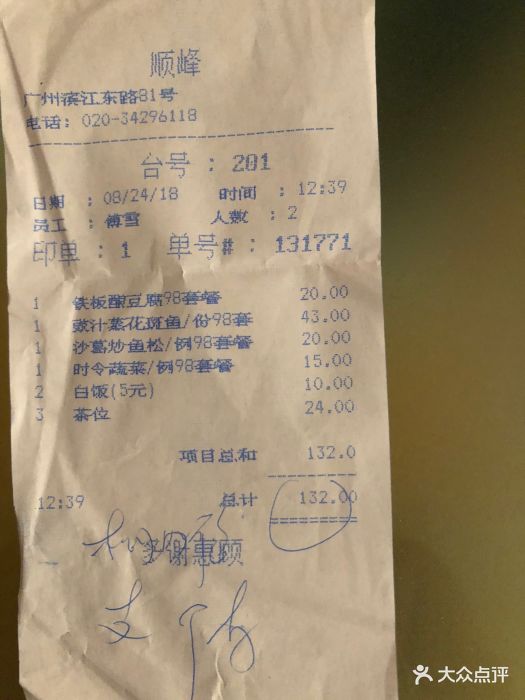 顺峰
广州滨江东路81号
电话: 020-34296118
台号 : 201
日期 : 08/24/18 时间 : 12:39
员工 : 傅雪 人数 : 2
印单 : 1 单号# : 131771
1 铁板酿豆腐98套餐 20.00
1 豉汁蒸花斑鱼/份98套 43.00
1 沙葛炒鱼松/例98套餐 20.00
1 时令蔬菜/例98套餐 15.00
2 白饭(5元) 10.00
3 茶位 24.00
项目总和 132.0
12:39 总计 132.00
多谢惠顾
支
大众点评